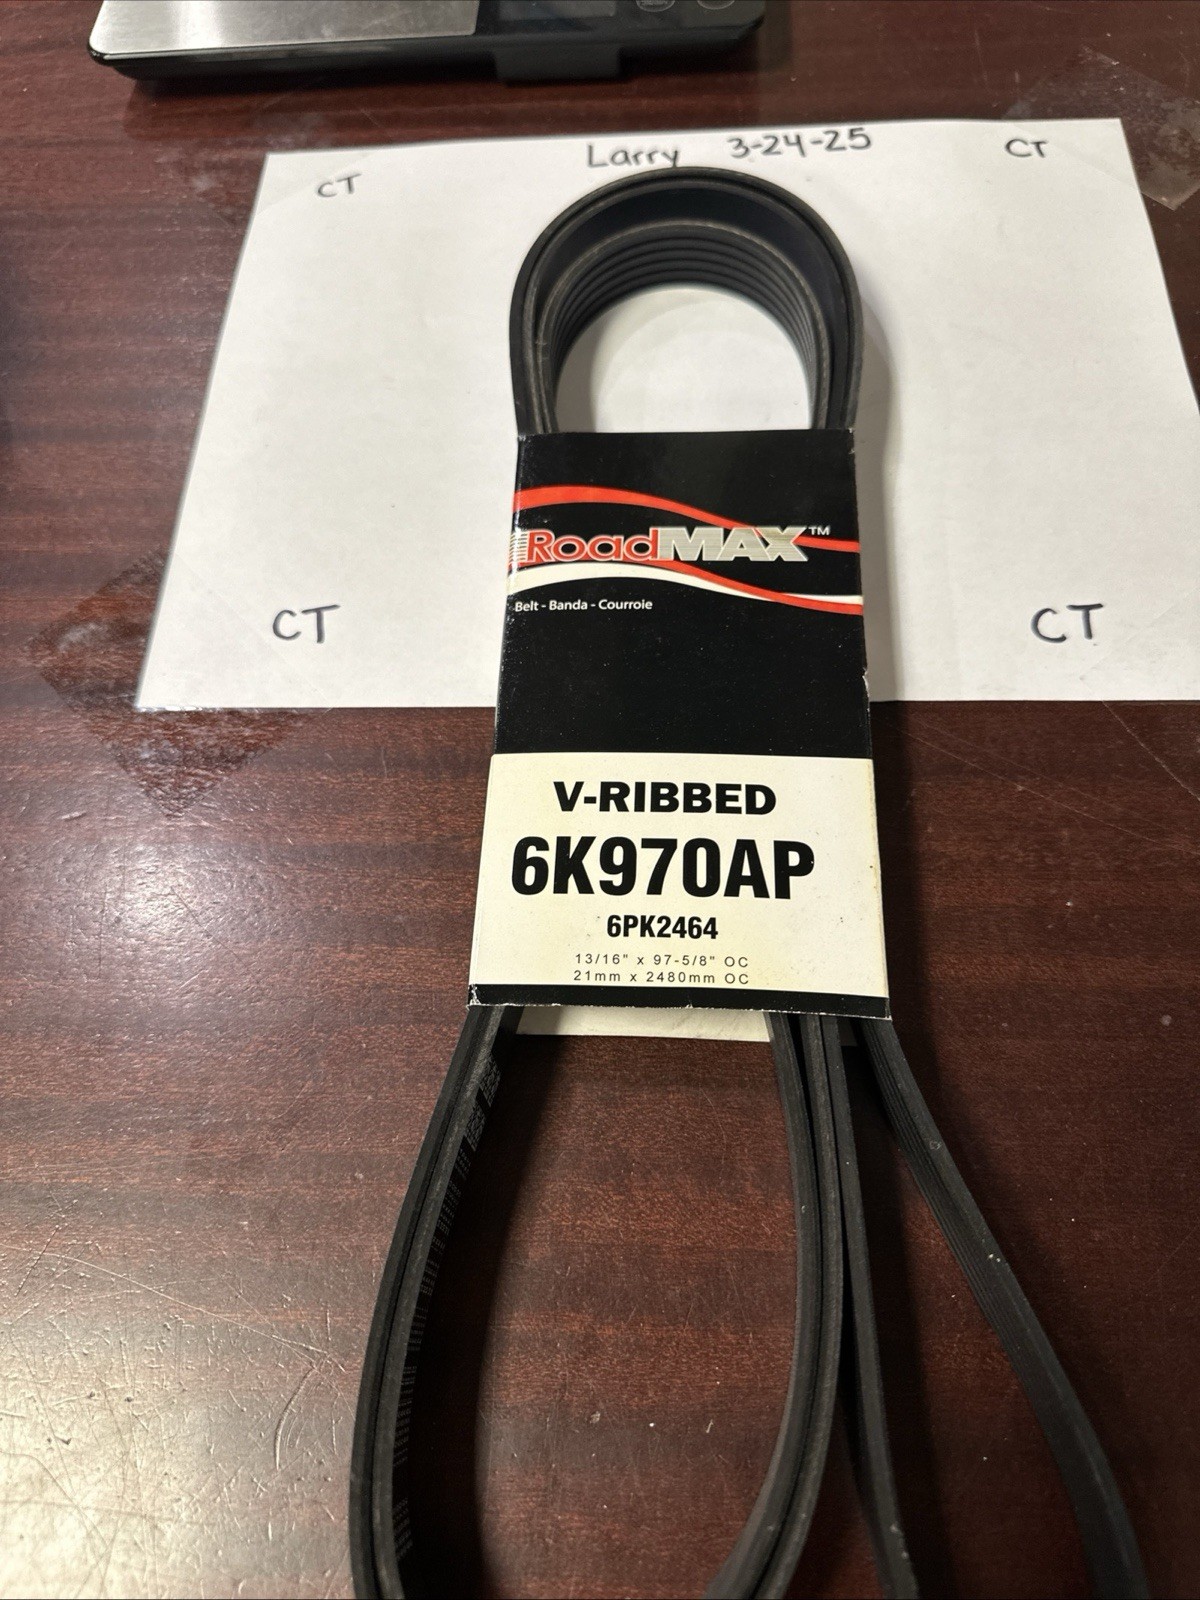 Larry 3-24-25
CT
CT
RoadMAX™
Belt - Banda - Courroie
CT
CT
V-RIBBED
6K970AP
6PK2464
13/16" x 97-5/8" OC
21mm x 2480mm OC